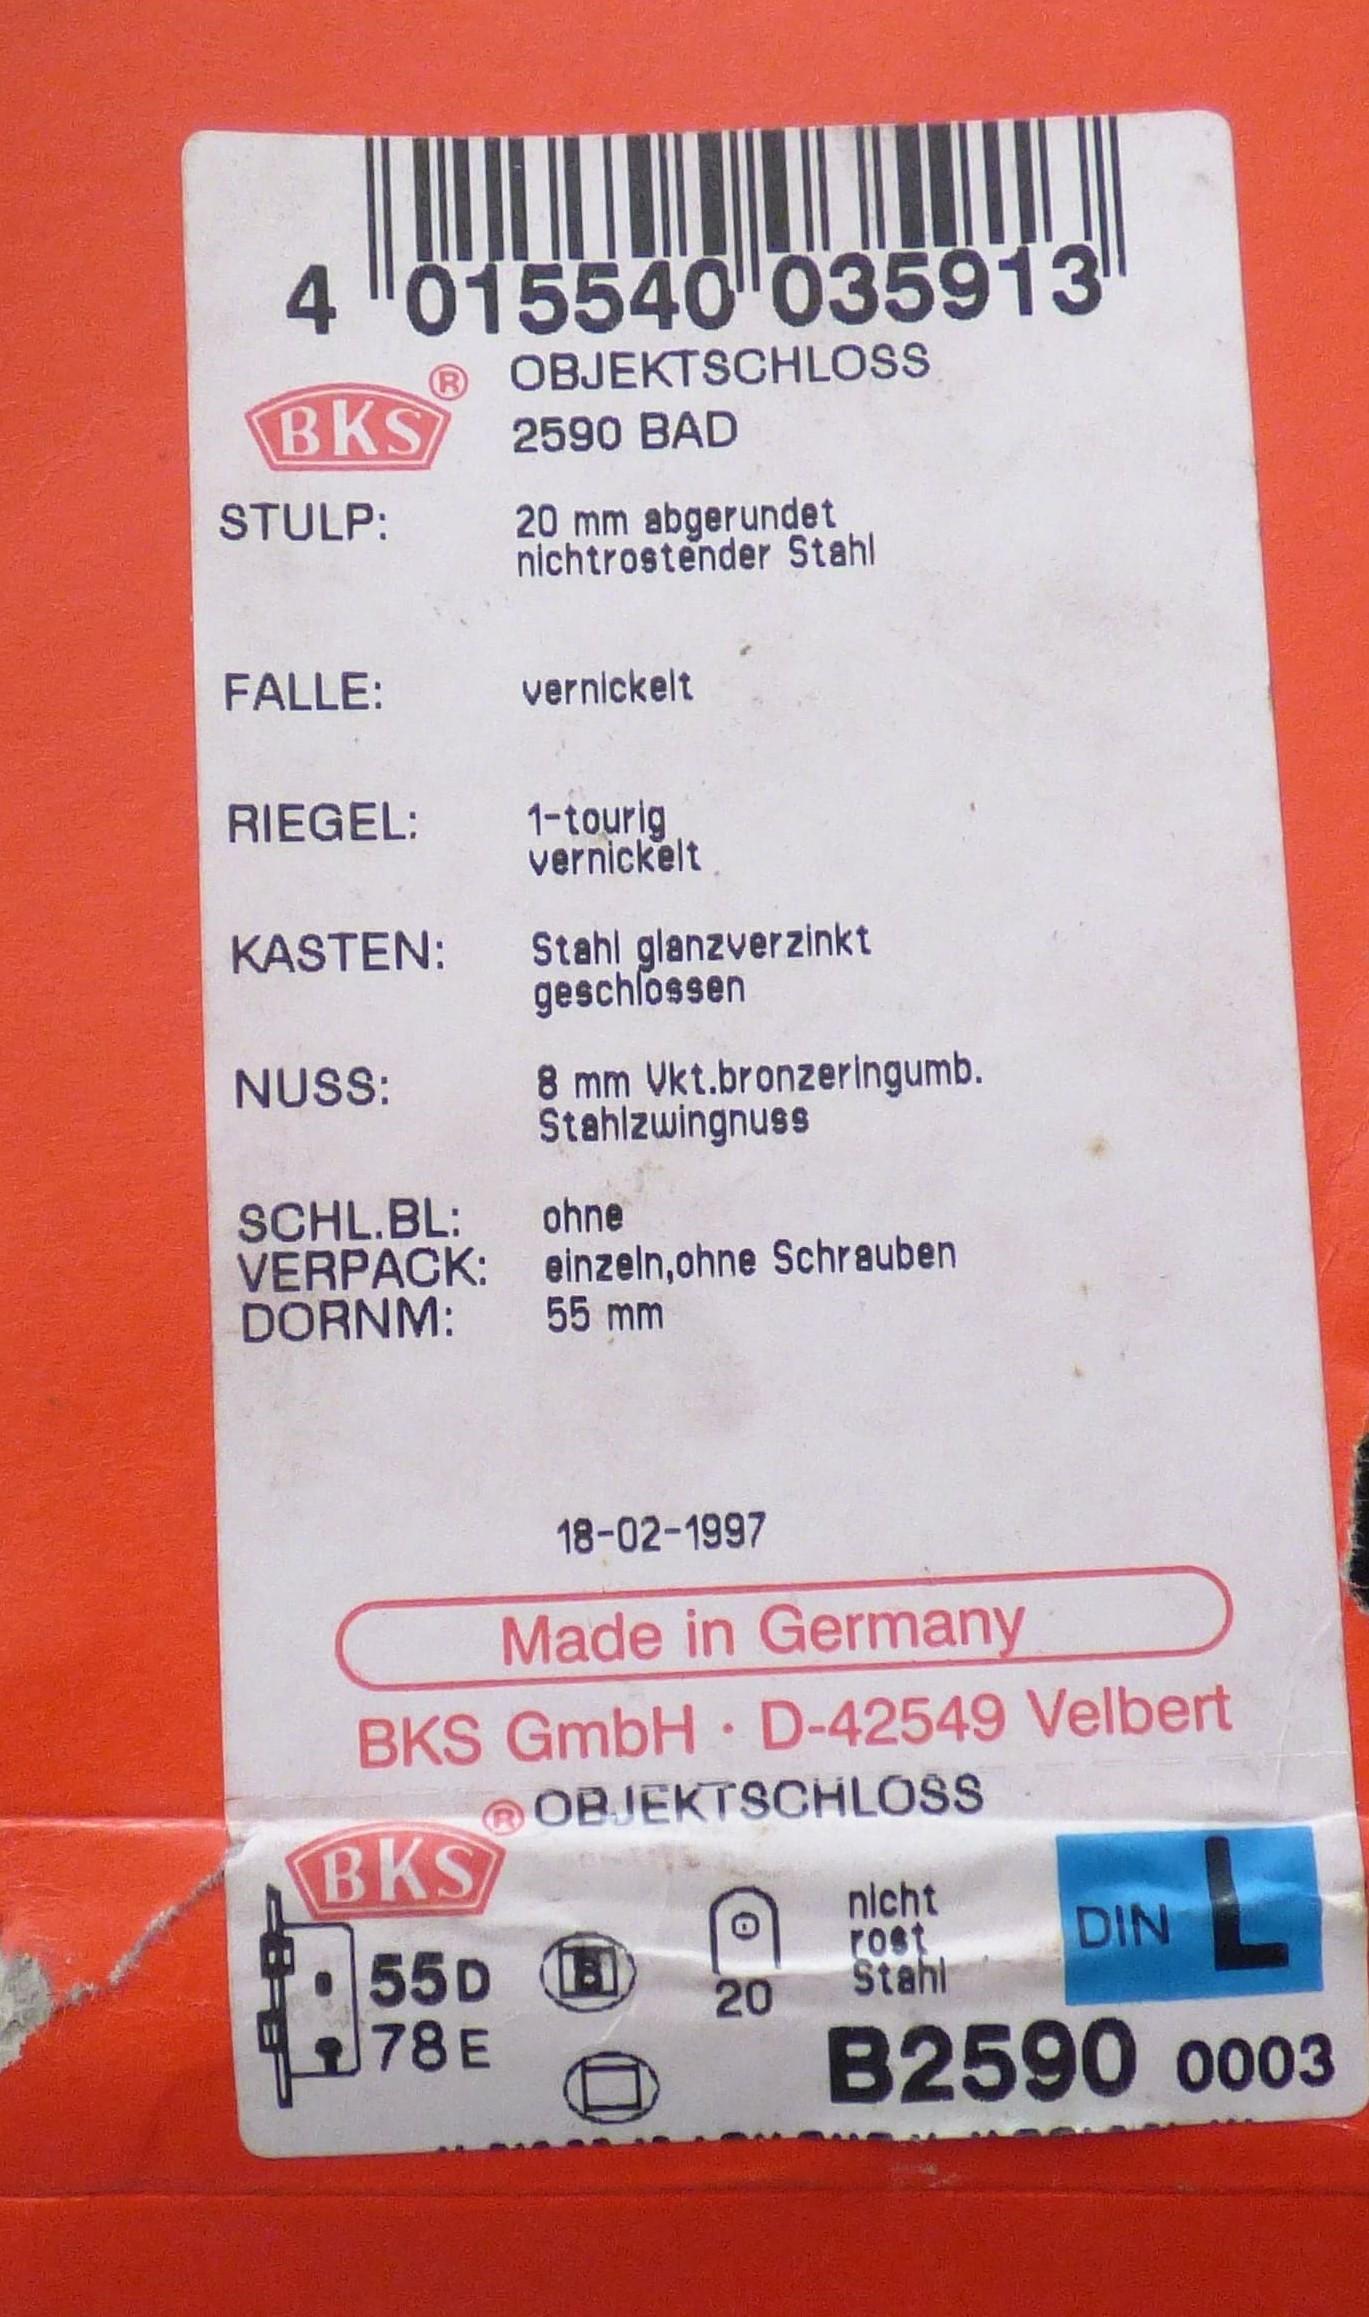 4 015540 035913
BKS ® OBJEKTSCHLOSS
2590 BAD
STULP: 20 mm abgerundet
nichtrostender Stahl
FALLE: vernickelt
RIEGEL: 1-tourig
vernickelt
KASTEN: Stahl glanzverzinkt
geschlossen
NUSS: 8 mm Vkt.bronzeringumb.
Stahlzwingnuss
SCHL.BL: ohne
VERPACK: einzeln,ohne Schrauben
DORNM: 55 mm
18-02-1997
Made in Germany
BKS GmbH · D-42549 Velbert
BKS ® OBJEKTSCHLOSS
nicht
rost
Stahl
DIN L
55 D
78 E
20
B2590 0003